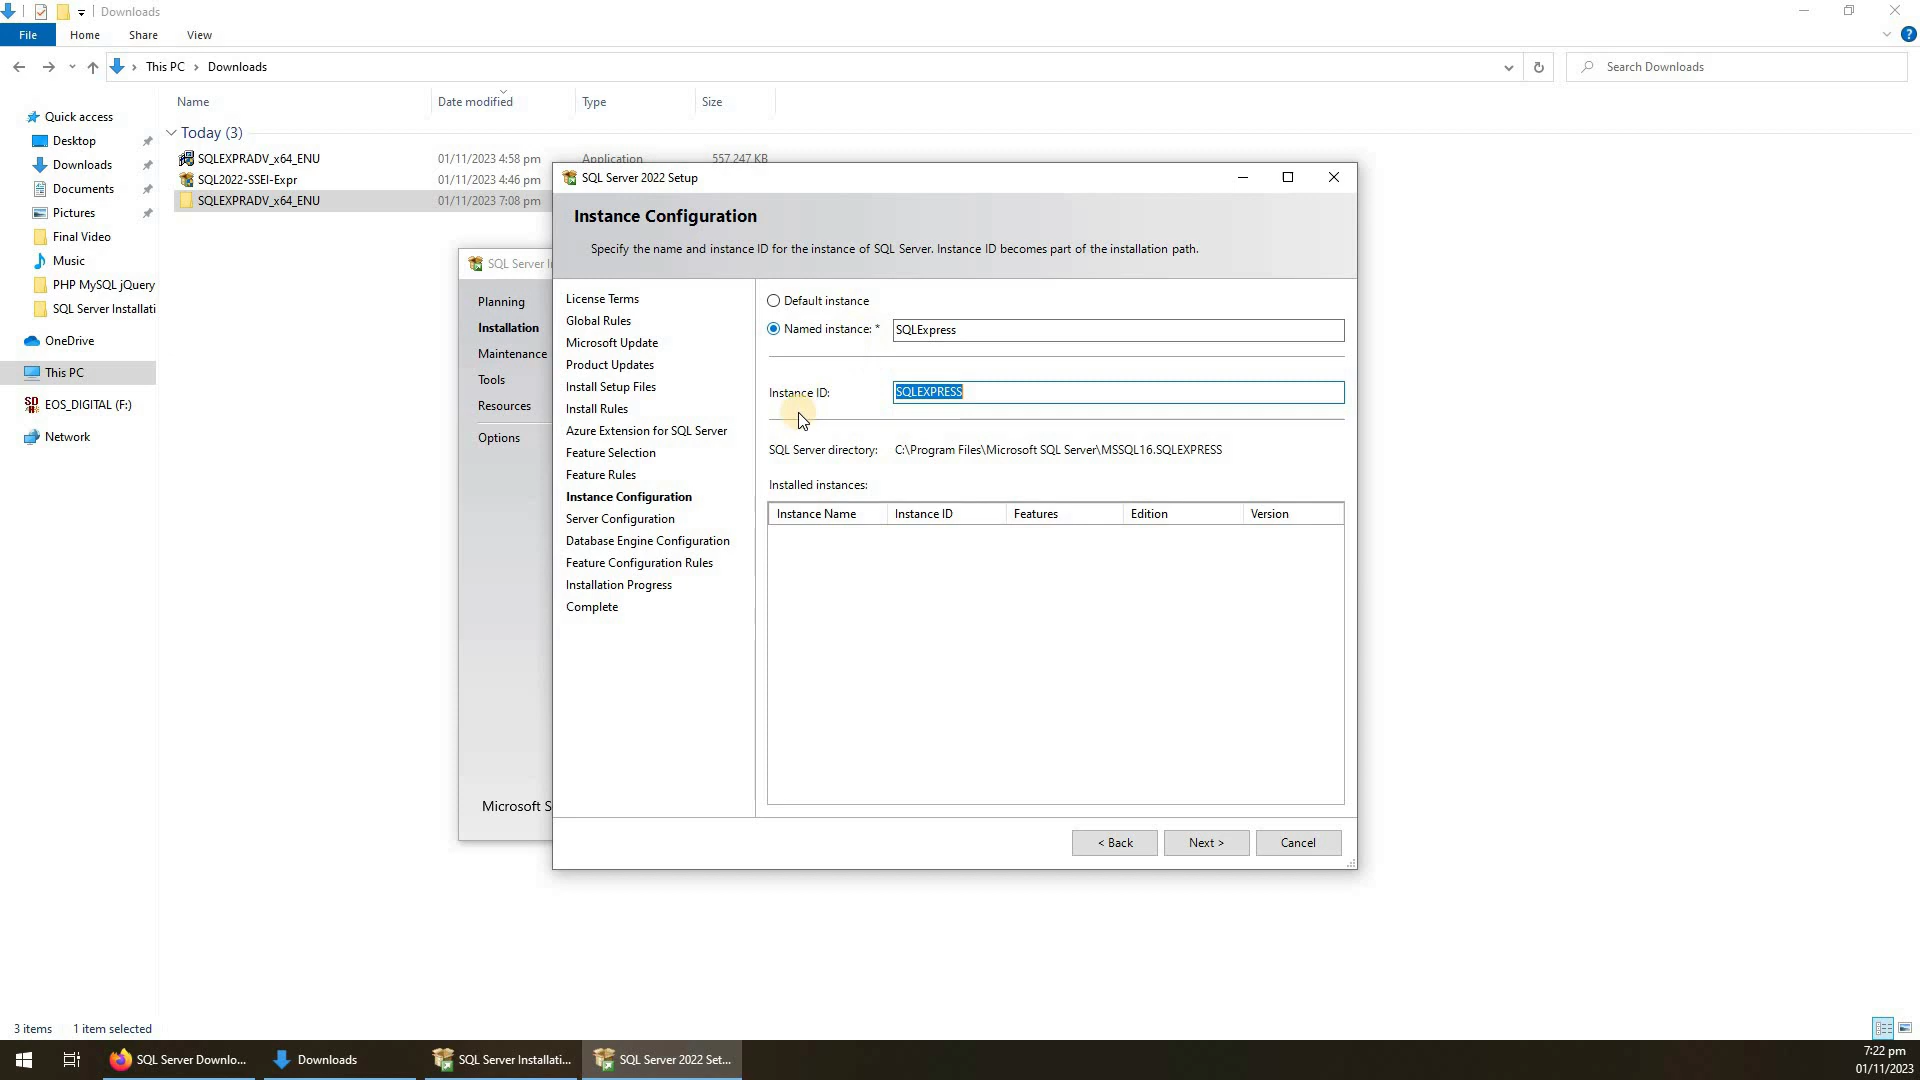 Downloads
File Home Share View
This PC Downloads
Search Downloads
Name Date modified Type Size
Quick access
Desktop
Downloads
Documents
Pictures
Final Video
Music
PHP MySQL jQuery
SQL Server Installati
OneDrive
This PC
EOS_DIGITAL (F:)
Network
Today (3)
SQLEXPRADV_x64_ENU 01/11/2023 4:58 pm Application 557,247 KB
SQL2022-SSEI-Expr 01/11/2023 4:46 pm
SQLEXPRADV_x64_ENU 01/11/2023 7:08 pm
SQL Server I
Planning
Installation
Maintenance
Tools
Resources
Options
Microsoft S
SQL Server 2022 Setup
Instance Configuration
Specify the name and instance ID for the instance of SQL Server. Instance ID becomes part of the installation path.
License Terms
Global Rules
Microsoft Update
Product Updates
Install Setup Files
Install Rules
Azure Extension for SQL Server
Feature Selection
Feature Rules
Instance Configuration
Server Configuration
Database Engine Configuration
Feature Configuration Rules
Installation Progress
Complete
Default instance
Named instance: * SQLExpress
Instance ID: SQLEXPRESS
SQL Server directory: C:\Program Files\Microsoft SQL Server\MSSQL16.SQLEXPRESS
Installed instances:
Instance Name Instance ID Features Edition Version
< Back Next > Cancel
3 items 1 item selected
SQL Server Downlo... Downloads SQL Server Installati... SQL Server 2022 Set...
7:22 pm
01/11/2023